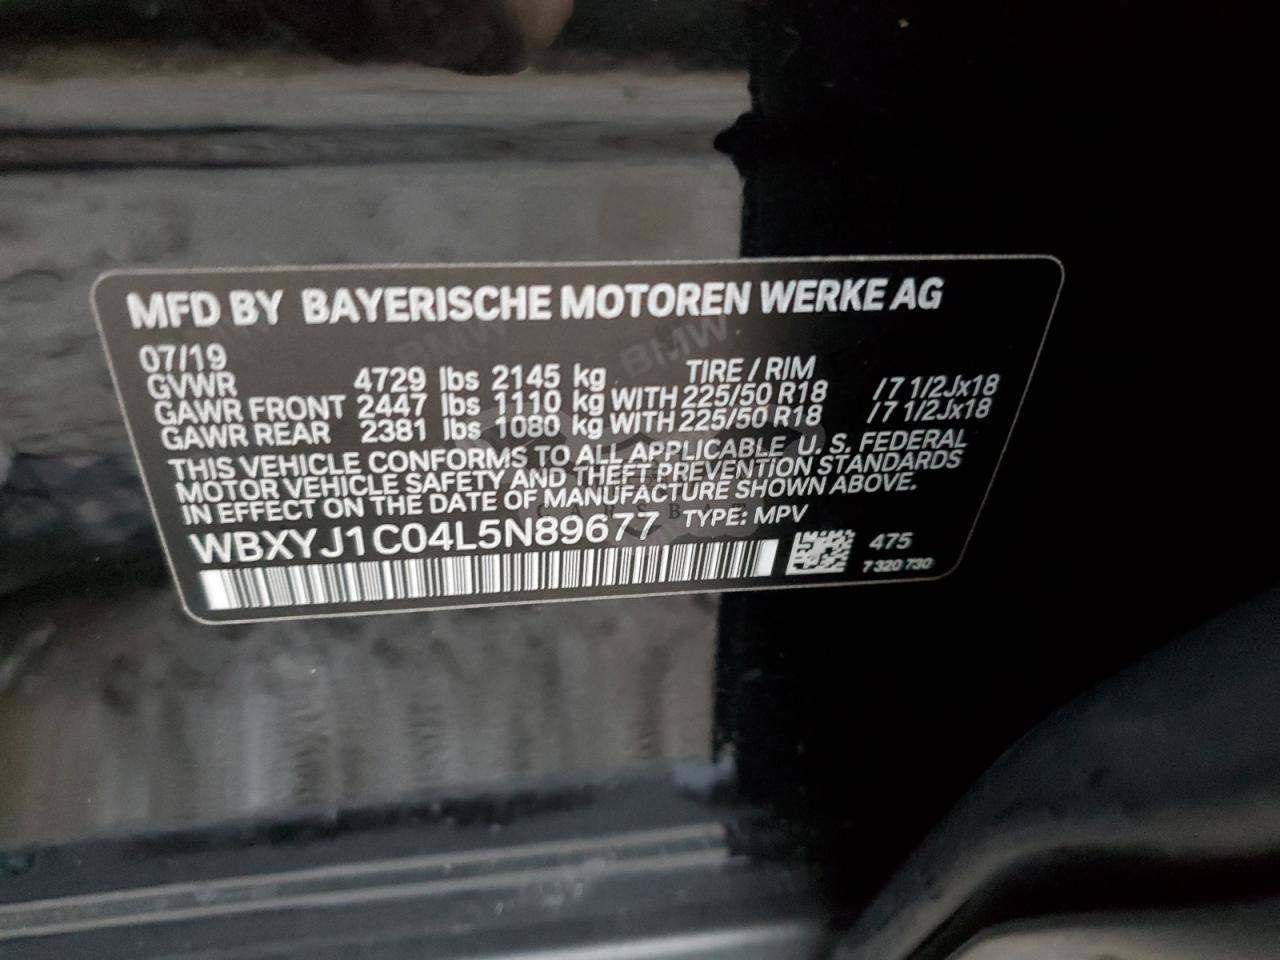 MFD BY BAYERISCHE MOTOREN WERKE AG
07/19
GVWR 4729 lbs 2145 kg TIRE / RIM
GAWR FRONT 2447 lbs 1110 kg WITH 225/50 R18 /7 1/2Jx18
GAWR REAR 2381 lbs 1080 kg WITH 225/50 R18 /7 1/2Jx18
THIS VEHICLE CONFORMS TO ALL APPLICABLE U. S. FEDERAL
MOTOR VEHICLE SAFETY AND THEFT PREVENTION STANDARDS
IN EFFECT ON THE DATE OF MANUFACTURE SHOWN ABOVE.
WBXYJ1C04L5N89677 TYPE: MPV
475
7 320 730
BMW
BMW
CARSBAR